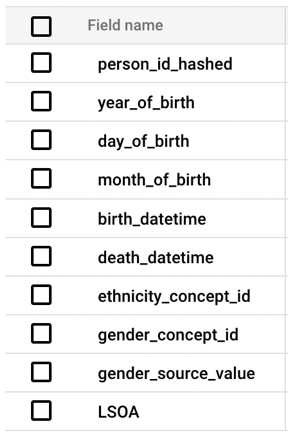 Field name
person_id_hashed
year_of_birth
day_of_birth
month_of_birth
birth_datetime
death_datetime
ethnicity_concept_id
gender_concept_id
gender_source_value
LSOA